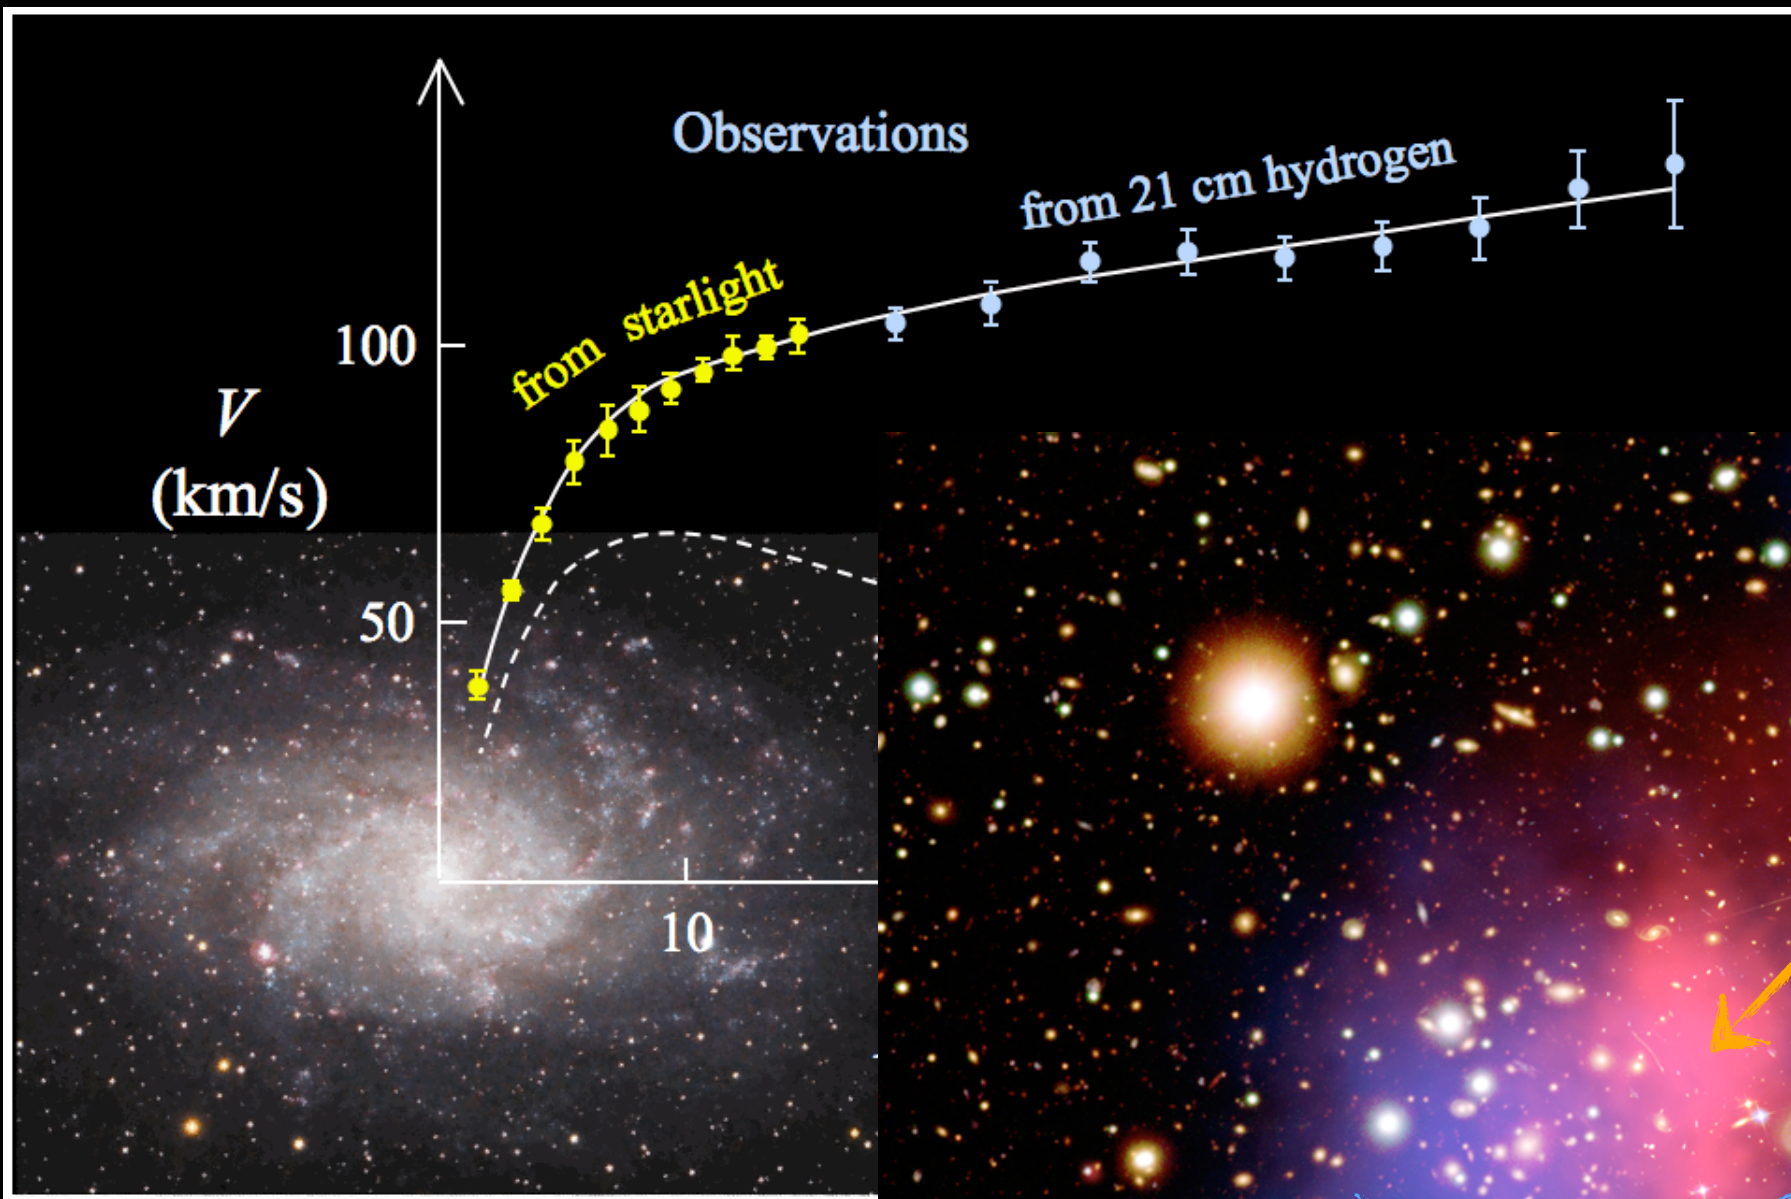 Observations
from 21 cm hydrogen
from starlight
100
V
(km/s)
50
10